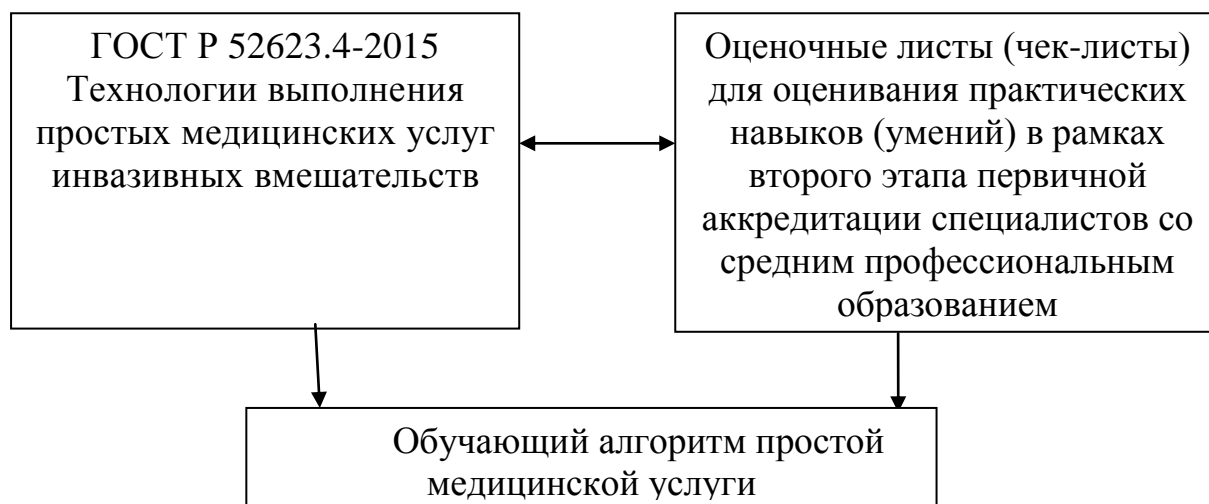 ГОСТ Р 52623.4-2015
Технологии выполнения
простых медицинских услуг
инвазивных вмешательств
Оценочные листы (чек-листы)
для оценивания практических
навыков (умений) в рамках
второго этапа первичной
аккредитации специалистов со
средним профессиональным
образованием
Обучающий алгоритм простой
медицинской услуги